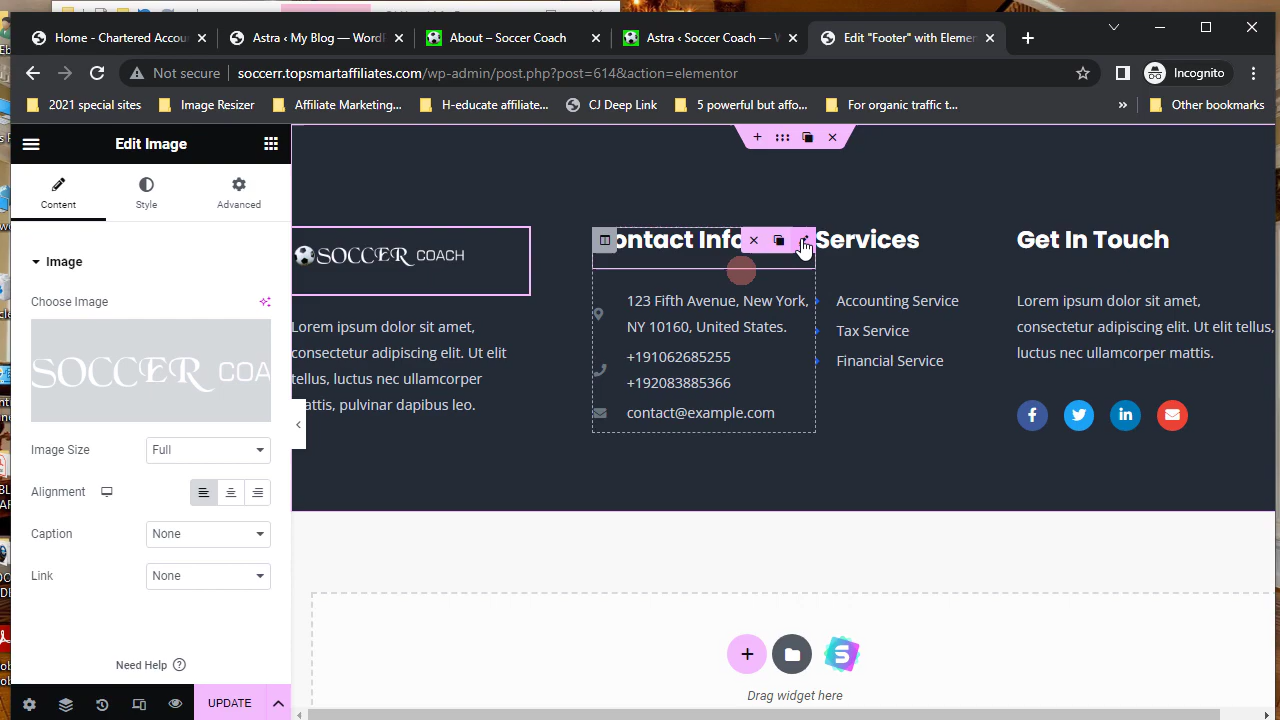 Home - Chartered Accou
Astra ‹ My Blog — WordP
About – Soccer Coach
Astra ‹ Soccer Coach — W
Edit "Footer" with Elemen
Not secure
soccerr.topsmartaffiliates.com/wp-admin/post.php?post=614&action=elementor
Incognito
2021 special sites
Image Resizer
Affiliate Marketing...
H-educate affiliate...
CJ Deep Link
5 powerful but affo...
For organic traffic t...
»
Other bookmarks
Edit Image
Content
Style
Advanced
Image
Choose Image
SOCCER COA
Image Size
Full
Alignment
Caption
None
Link
None
Need Help
UPDATE
SOCCER COACH
Lorem ipsum dolor sit amet,
consectetur adipiscing elit. Ut elit
tellus, luctus nec ullamcorper
mattis, pulvinar dapibus leo.
ontact Info
123 Fifth Avenue, New York,
NY 10160, United States.
+191062685255
+192083885366
contact@example.com
Services
Accounting Service
Tax Service
Financial Service
Get In Touch
Lorem ipsum dolor sit amet,
consectetur adipiscing elit. Ut elit tellus,
luctus nec ullamcorper mattis.
Drag widget here